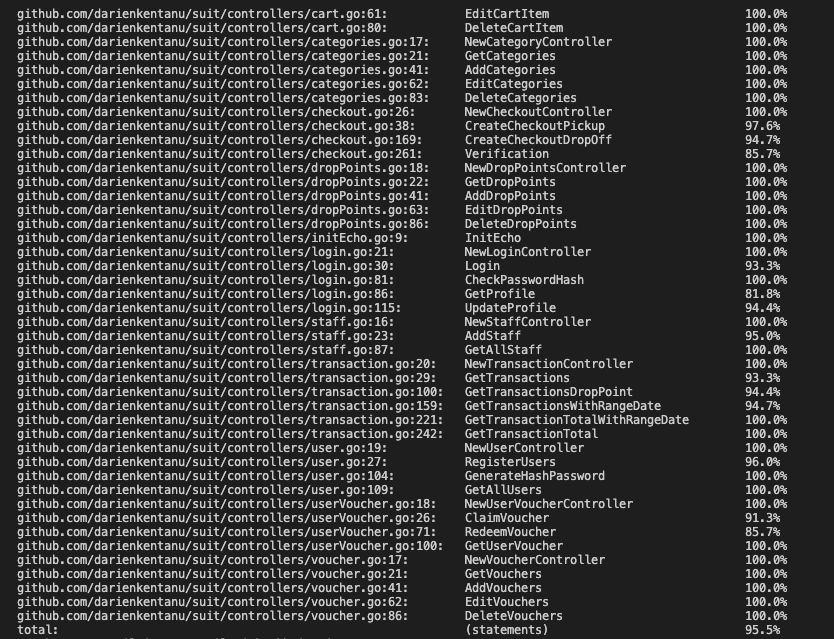 github.com/darienkentanu/suit/controllers/cart.go:61: EditCartItem 100.0%
github.com/darienkentanu/suit/controllers/cart.go:80: DeleteCartItem 100.0%
github.com/darienkentanu/suit/controllers/categories.go:17: NewCategoryController 100.0%
github.com/darienkentanu/suit/controllers/categories.go:21: GetCategories 100.0%
github.com/darienkentanu/suit/controllers/categories.go:41: AddCategories 100.0%
github.com/darienkentanu/suit/controllers/categories.go:62: EditCategories 100.0%
github.com/darienkentanu/suit/controllers/categories.go:83: DeleteCategories 100.0%
github.com/darienkentanu/suit/controllers/checkout.go:26: NewCheckoutController 100.0%
github.com/darienkentanu/suit/controllers/checkout.go:38: CreateCheckoutPickup 97.6%
github.com/darienkentanu/suit/controllers/checkout.go:169: CreateCheckoutDropOff 94.7%
github.com/darienkentanu/suit/controllers/checkout.go:261: Verification 85.7%
github.com/darienkentanu/suit/controllers/dropPoints.go:18: NewDropPointsController 100.0%
github.com/darienkentanu/suit/controllers/dropPoints.go:22: GetDropPoints 100.0%
github.com/darienkentanu/suit/controllers/dropPoints.go:41: AddDropPoints 100.0%
github.com/darienkentanu/suit/controllers/dropPoints.go:63: EditDropPoints 100.0%
github.com/darienkentanu/suit/controllers/dropPoints.go:86: DeleteDropPoints 100.0%
github.com/darienkentanu/suit/controllers/initEcho.go:9: InitEcho 100.0%
github.com/darienkentanu/suit/controllers/login.go:21: NewLoginController 100.0%
github.com/darienkentanu/suit/controllers/login.go:30: Login 93.3%
github.com/darienkentanu/suit/controllers/login.go:81: CheckPasswordHash 100.0%
github.com/darienkentanu/suit/controllers/login.go:86: GetProfile 81.8%
github.com/darienkentanu/suit/controllers/login.go:115: UpdateProfile 94.4%
github.com/darienkentanu/suit/controllers/staff.go:16: NewStaffController 100.0%
github.com/darienkentanu/suit/controllers/staff.go:23: AddStaff 95.0%
github.com/darienkentanu/suit/controllers/staff.go:87: GetAllStaff 100.0%
github.com/darienkentanu/suit/controllers/transaction.go:20: NewTransactionController 100.0%
github.com/darienkentanu/suit/controllers/transaction.go:29: GetTransactions 93.3%
github.com/darienkentanu/suit/controllers/transaction.go:100: GetTransactionsDropPoint 94.4%
github.com/darienkentanu/suit/controllers/transaction.go:159: GetTransactionsWithRangeDate 94.7%
github.com/darienkentanu/suit/controllers/transaction.go:221: GetTransactionTotalWithRangeDate 100.0%
github.com/darienkentanu/suit/controllers/transaction.go:242: GetTransactionTotal 100.0%
github.com/darienkentanu/suit/controllers/user.go:19: NewUserController 100.0%
github.com/darienkentanu/suit/controllers/user.go:27: RegisterUsers 96.0%
github.com/darienkentanu/suit/controllers/user.go:104: GenerateHashPassword 100.0%
github.com/darienkentanu/suit/controllers/user.go:109: GetAllUsers 100.0%
github.com/darienkentanu/suit/controllers/userVoucher.go:18: NewUserVoucherController 100.0%
github.com/darienkentanu/suit/controllers/userVoucher.go:26: ClaimVoucher 91.3%
github.com/darienkentanu/suit/controllers/userVoucher.go:71: RedeemVoucher 85.7%
github.com/darienkentanu/suit/controllers/userVoucher.go:100: GetUserVoucher 100.0%
github.com/darienkentanu/suit/controllers/voucher.go:17: NewVoucherController 100.0%
github.com/darienkentanu/suit/controllers/voucher.go:21: GetVouchers 100.0%
github.com/darienkentanu/suit/controllers/voucher.go:41: AddVouchers 100.0%
github.com/darienkentanu/suit/controllers/voucher.go:62: EditVouchers 100.0%
github.com/darienkentanu/suit/controllers/voucher.go:86: DeleteVouchers 100.0%
total: (statements) 95.5%